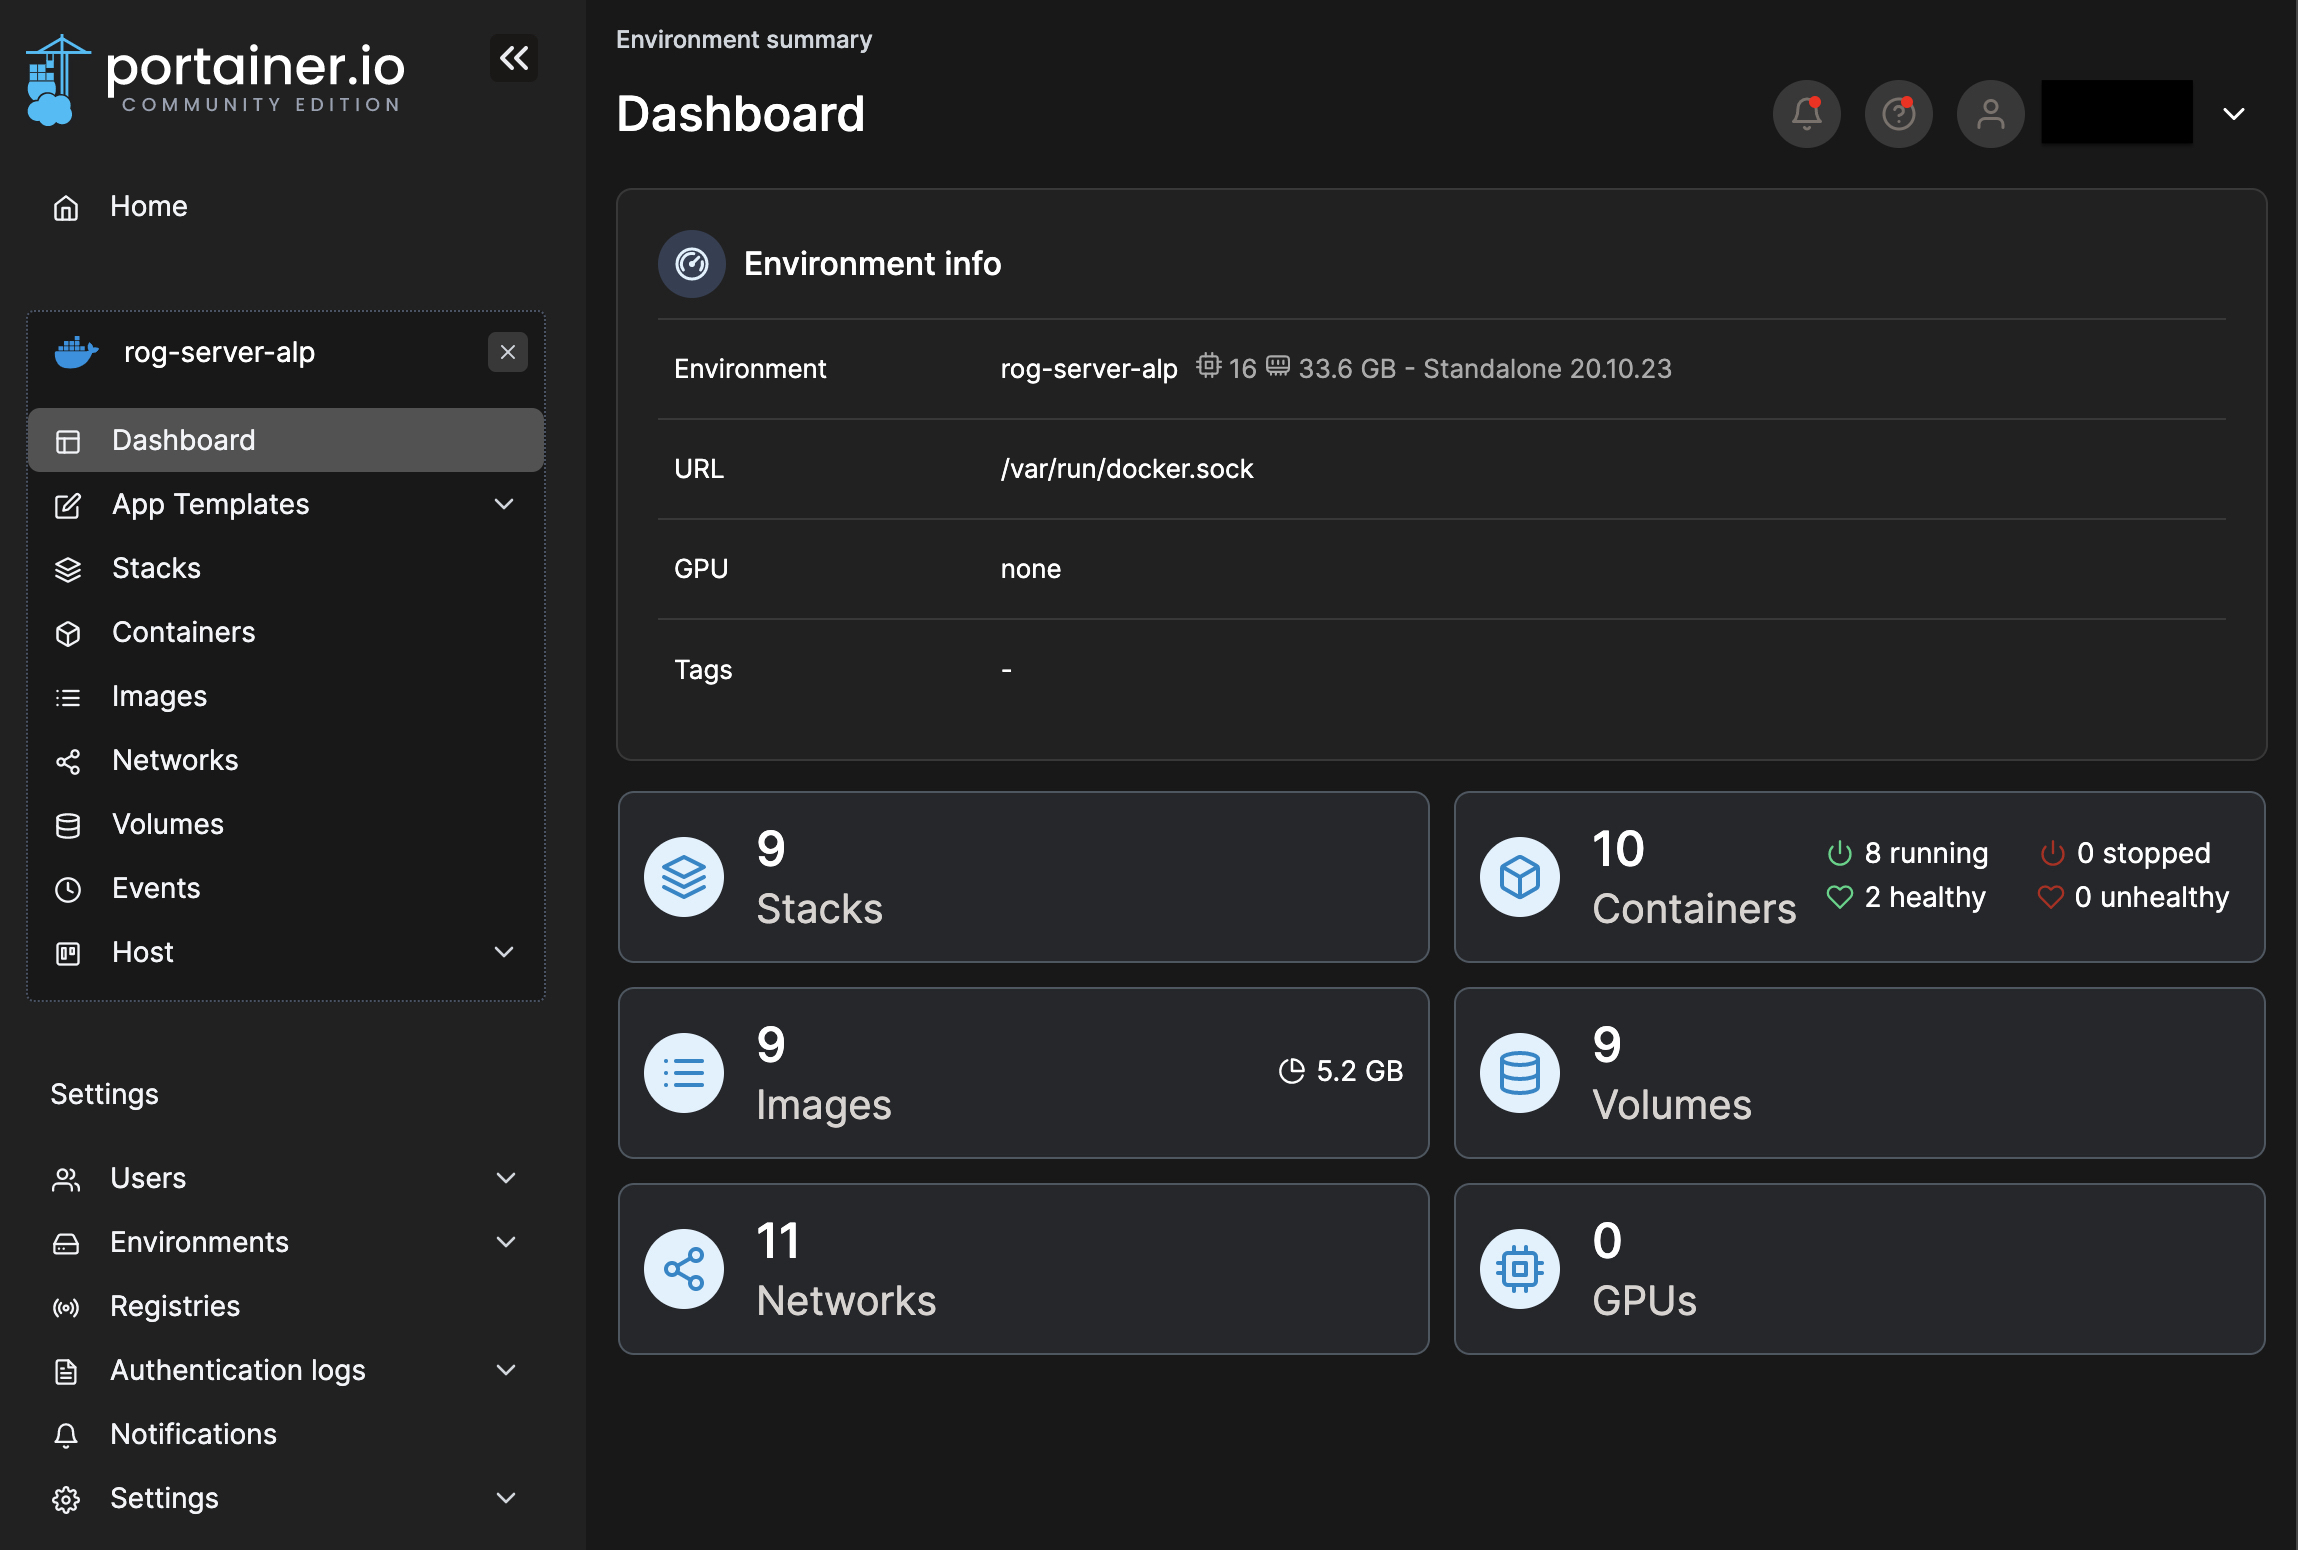 portainer.io
COMMUNITY EDITION
Home
rog-server-alp
Dashboard
App Templates
Stacks
Containers
Images
Networks
Volumes
Events
Host
Settings
Users
Environments
Registries
Authentication logs
Notifications
Settings
Environment summary
Dashboard
Environment info
Environment rog-server-alp 16 33.6 GB - Standalone 20.10.23
URL /var/run/docker.sock
GPU none
Tags -
9
Stacks
10
Containers
8 running 0 stopped
2 healthy 0 unhealthy
9
Images
5.2 GB
9
Volumes
11
Networks
0
GPUs